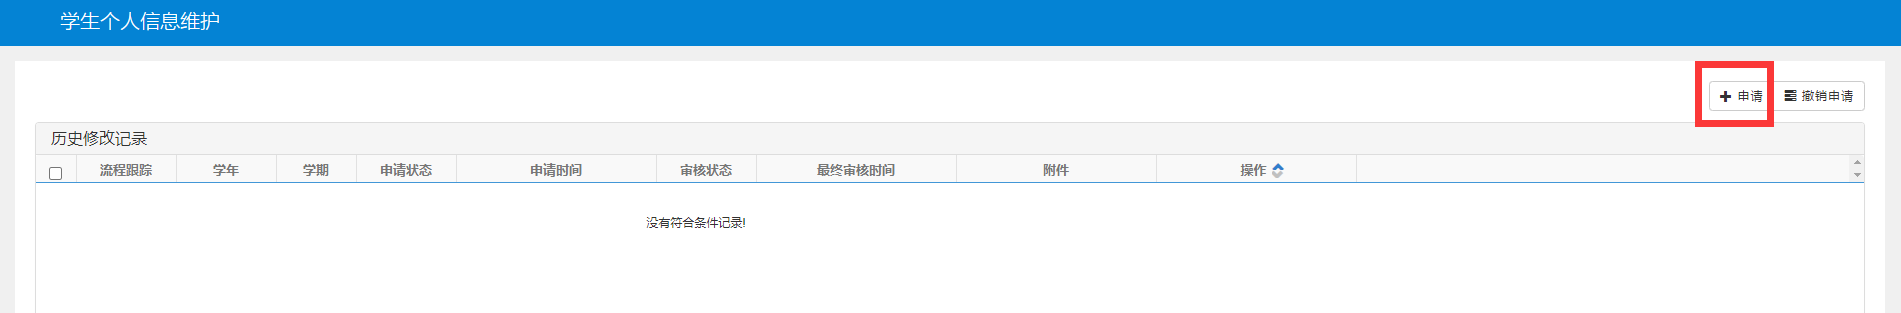 学生个人信息维护
申请 撤销申请
历史修改记录
流程跟踪 学年 学期 申请状态 申请时间 审核状态 最终审核时间 附件 操作
没有符合条件记录!